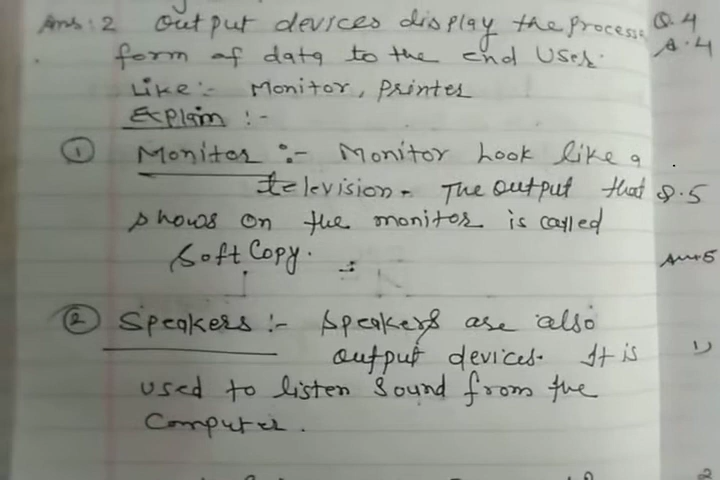 Ans:2 Output devices display the process
form of data to the end User.
Like:- Monitor, Printer
Explain :-
① Monitor :- Monitor look like a
television. The output that
shows on the monitor is called
Soft Copy.
② Speakers :- Speakers are also
output devices. It is
used to listen sound from the
Computer.
Q.4
A.4
Q.5
Ans5
1)
2